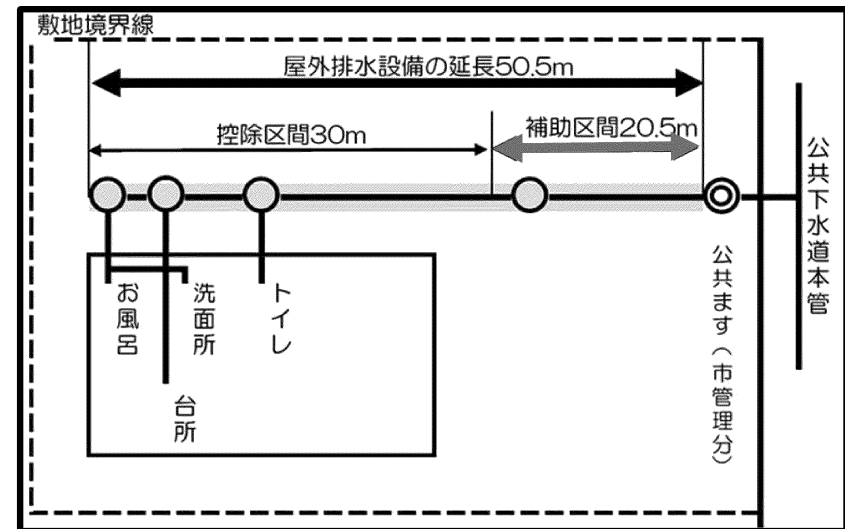 敷地境界線
屋外排水設備の延長50.5m
控除区間30m
補助区間20.5m
公共下水道本管
公共ます（市管理分）
お風呂
洗面所
トイレ
台所